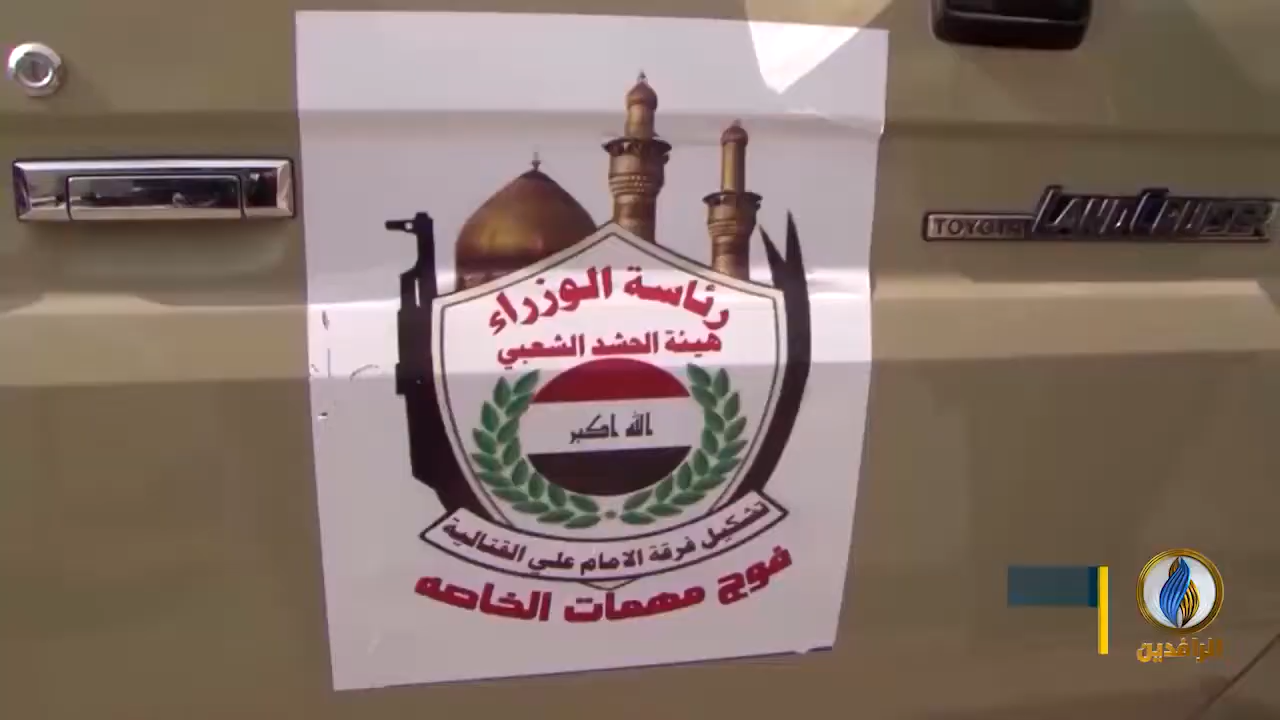 رئاسة الوزراء
هيئة الحشد الشعبي
الله اكبر
تشكيل فرقة الامام علي القتالية
فوج مهمات الخاصه
TOYOTA LAND CRUISER
الرافدين